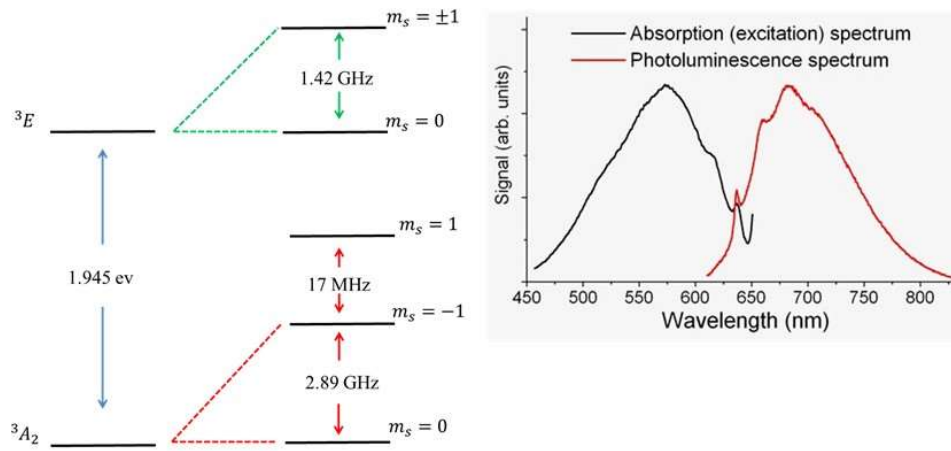 $m_s = \pm 1$
1.42 GHz
$^3E$
$m_s = 0$
$m_s = 1$
1.945 ev
17 MHz
$m_s = -1$
2.89 GHz
$^3A_2$
$m_s = 0$
Absorption (excitation) spectrum
Photoluminescence spectrum
Signal (arb. units)
450 500 550 600 650 700 750 800
Wavelength (nm)